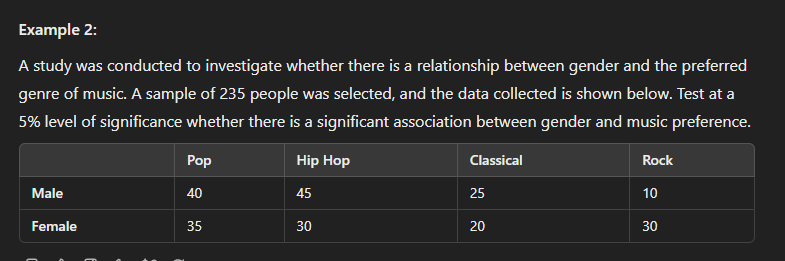 Example 2:
A study was conducted to investigate whether there is a relationship between gender and the preferred
genre of music. A sample of 235 people was selected, and the data collected is shown below. Test at a
5% level of significance whether there is a significant association between gender and music preference.
Pop Hip Hop Classical Rock
Male 40 45 25 10
Female 35 30 20 30